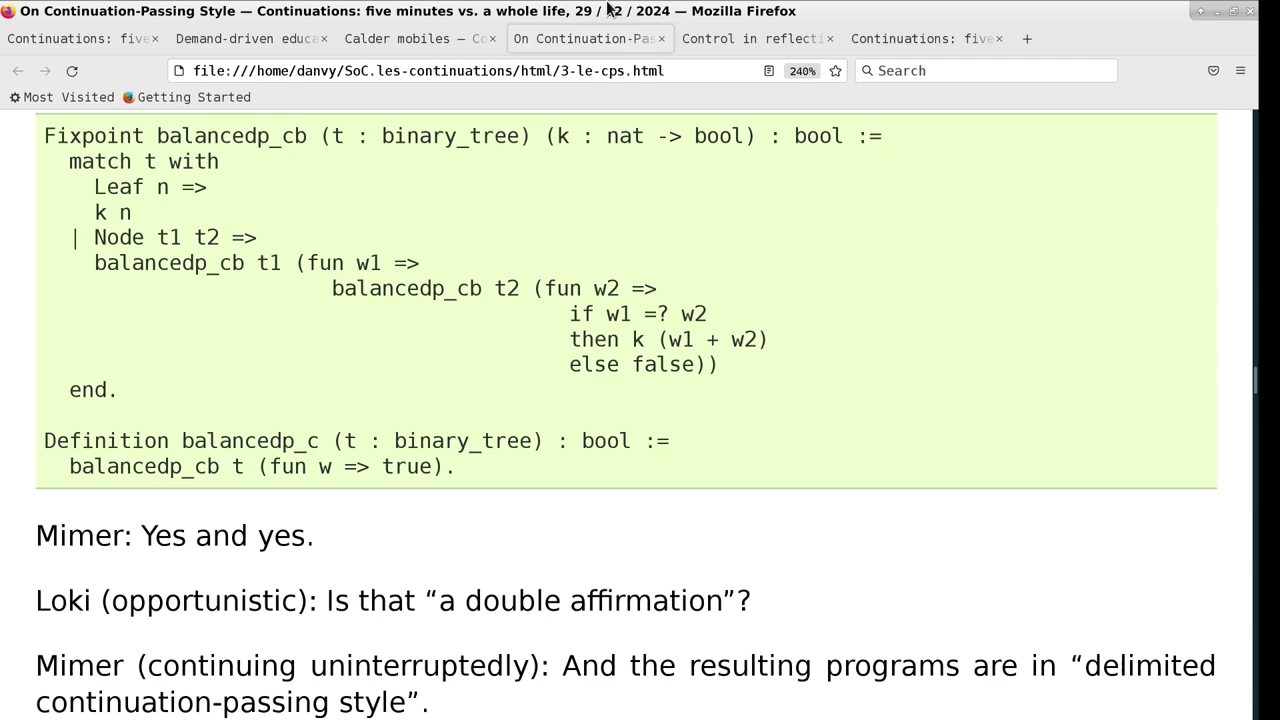 On Continuation-Passing Style — Continuations: five minutes vs. a whole life, 29 / 2 / 2024 — Mozilla Firefox
Continuations: five Demand-driven educa Calder mobiles — Co On Continuation-Pas Control in reflecti Continuations: five
file:///home/danvy/SoC.les-continuations/html/3-le-cps.html 240% Search
Most Visited Getting Started
Fixpoint balancedp_cb (t : binary_tree) (k : nat -> bool) : bool :=
match t with
Leaf n =>
k n
| Node t1 t2 =>
balancedp_cb t1 (fun w1 =>
balancedp_cb t2 (fun w2 =>
if w1 =? w2
then k (w1 + w2)
else false))
end.
Definition balancedp_c (t : binary_tree) : bool :=
balancedp_cb t (fun w => true).
Mimer: Yes and yes.
Loki (opportunistic): Is that “a double affirmation”?
Mimer (continuing uninterruptedly): And the resulting programs are in “delimited
continuation-passing style”.